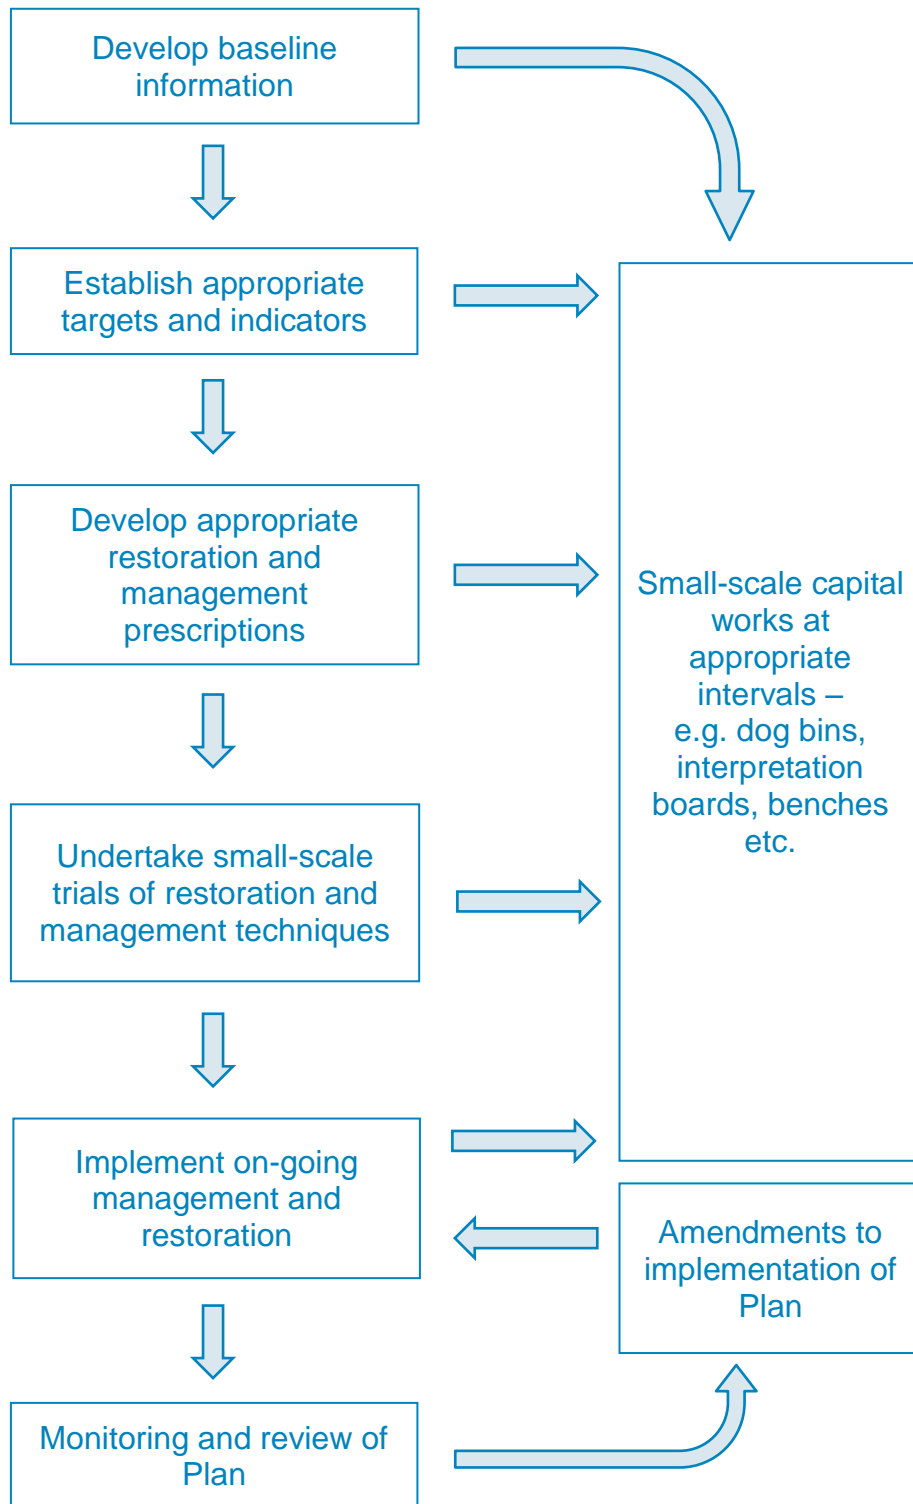 Develop baseline
information
Establish appropriate
targets and indicators
Develop appropriate
restoration and
management
prescriptions
Small-scale capital
works at
appropriate
intervals –
e.g. dog bins,
interpretation
boards, benches
etc.
Undertake small-scale
trials of restoration and
management techniques
Implement on-going
management and
restoration
Amendments to
implementation of
Plan
Monitoring and review of
Plan